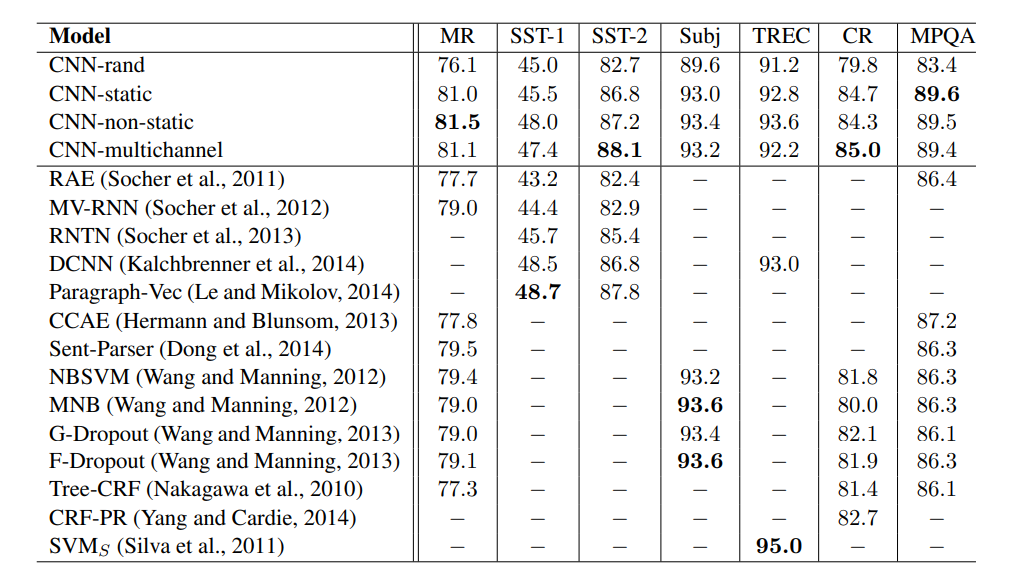 Model MR SST-1 SST-2 Subj TREC CR MPQA
CNN-rand 76.1 45.0 82.7 89.6 91.2 79.8 83.4
CNN-static 81.0 45.5 86.8 93.0 92.8 84.7 89.6
CNN-non-static 81.5 48.0 87.2 93.4 93.6 84.3 89.5
CNN-multichannel 81.1 47.4 88.1 93.2 92.2 85.0 89.4
RAE (Socher et al., 2011) 77.7 43.2 82.4 − − − 86.4
MV-RNN (Socher et al., 2012) 79.0 44.4 82.9 − − − −
RNTN (Socher et al., 2013) − 45.7 85.4 − − − −
DCNN (Kalchbrenner et al., 2014) − 48.5 86.8 − 93.0 − −
Paragraph-Vec (Le and Mikolov, 2014) − 48.7 87.8 − − − −
CCAE (Hermann and Blunsom, 2013) 77.8 − − − − − 87.2
Sent-Parser (Dong et al., 2014) 79.5 − − − − − 86.3
NBSVM (Wang and Manning, 2012) 79.4 − − 93.2 − 81.8 86.3
MNB (Wang and Manning, 2012) 79.0 − − 93.6 − 80.0 86.3
G-Dropout (Wang and Manning, 2013) 79.0 − − 93.4 − 82.1 86.1
F-Dropout (Wang and Manning, 2013) 79.1 − − 93.6 − 81.9 86.3
Tree-CRF (Nakagawa et al., 2010) 77.3 − − − − 81.4 86.1
CRF-PR (Yang and Cardie, 2014) − − − − − 82.7 −
SVM_S (Silva et al., 2011) − − − − 95.0 − −